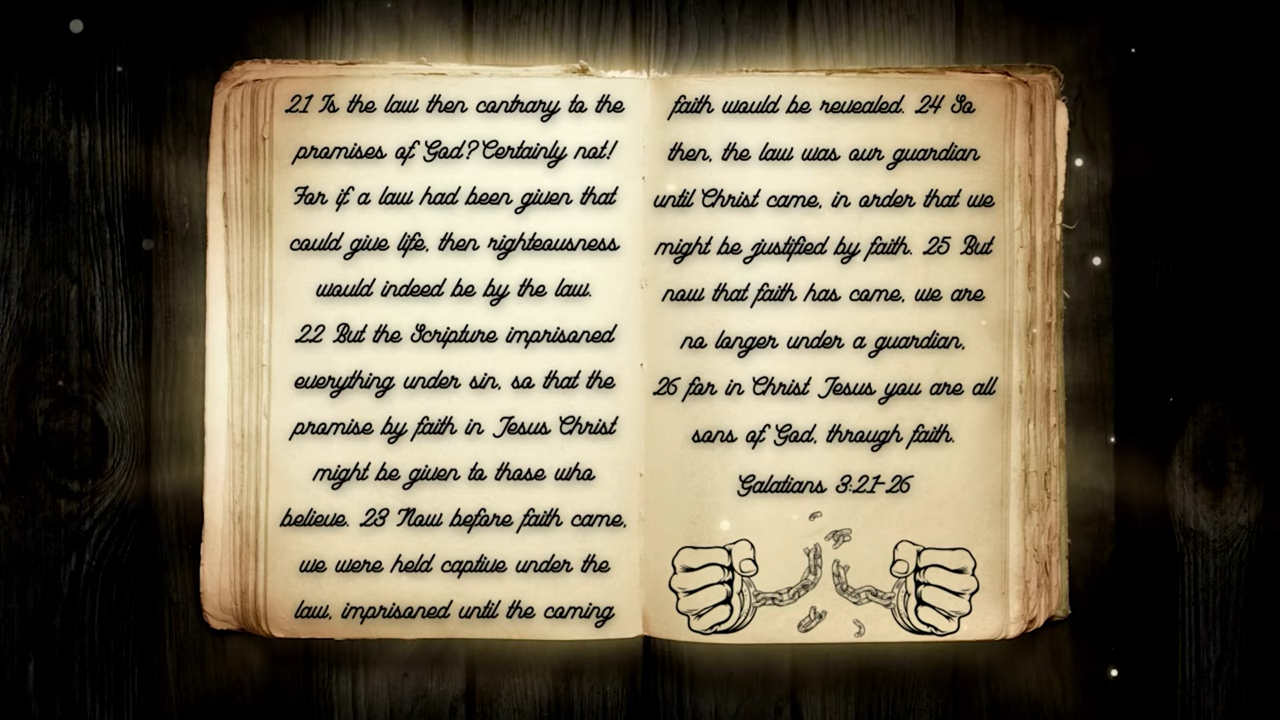 21 Is the law then contrary to the
promises of God? Certainly not!
For if a law had been given that
could give life, then righteousness
would indeed be by the law.
22 But the Scripture imprisoned
everything under sin, so that the
promise by faith in Jesus Christ
might be given to those who
believe. 23 Now before faith came,
we were held captive under the
law, imprisoned until the coming
faith would be revealed. 24 So
then, the law was our guardian
until Christ came, in order that we
might be justified by faith. 25 But
now that faith has come, we are
no longer under a guardian,
26 for in Christ Jesus you are all
sons of God, through faith.
Galatians 3:21-26